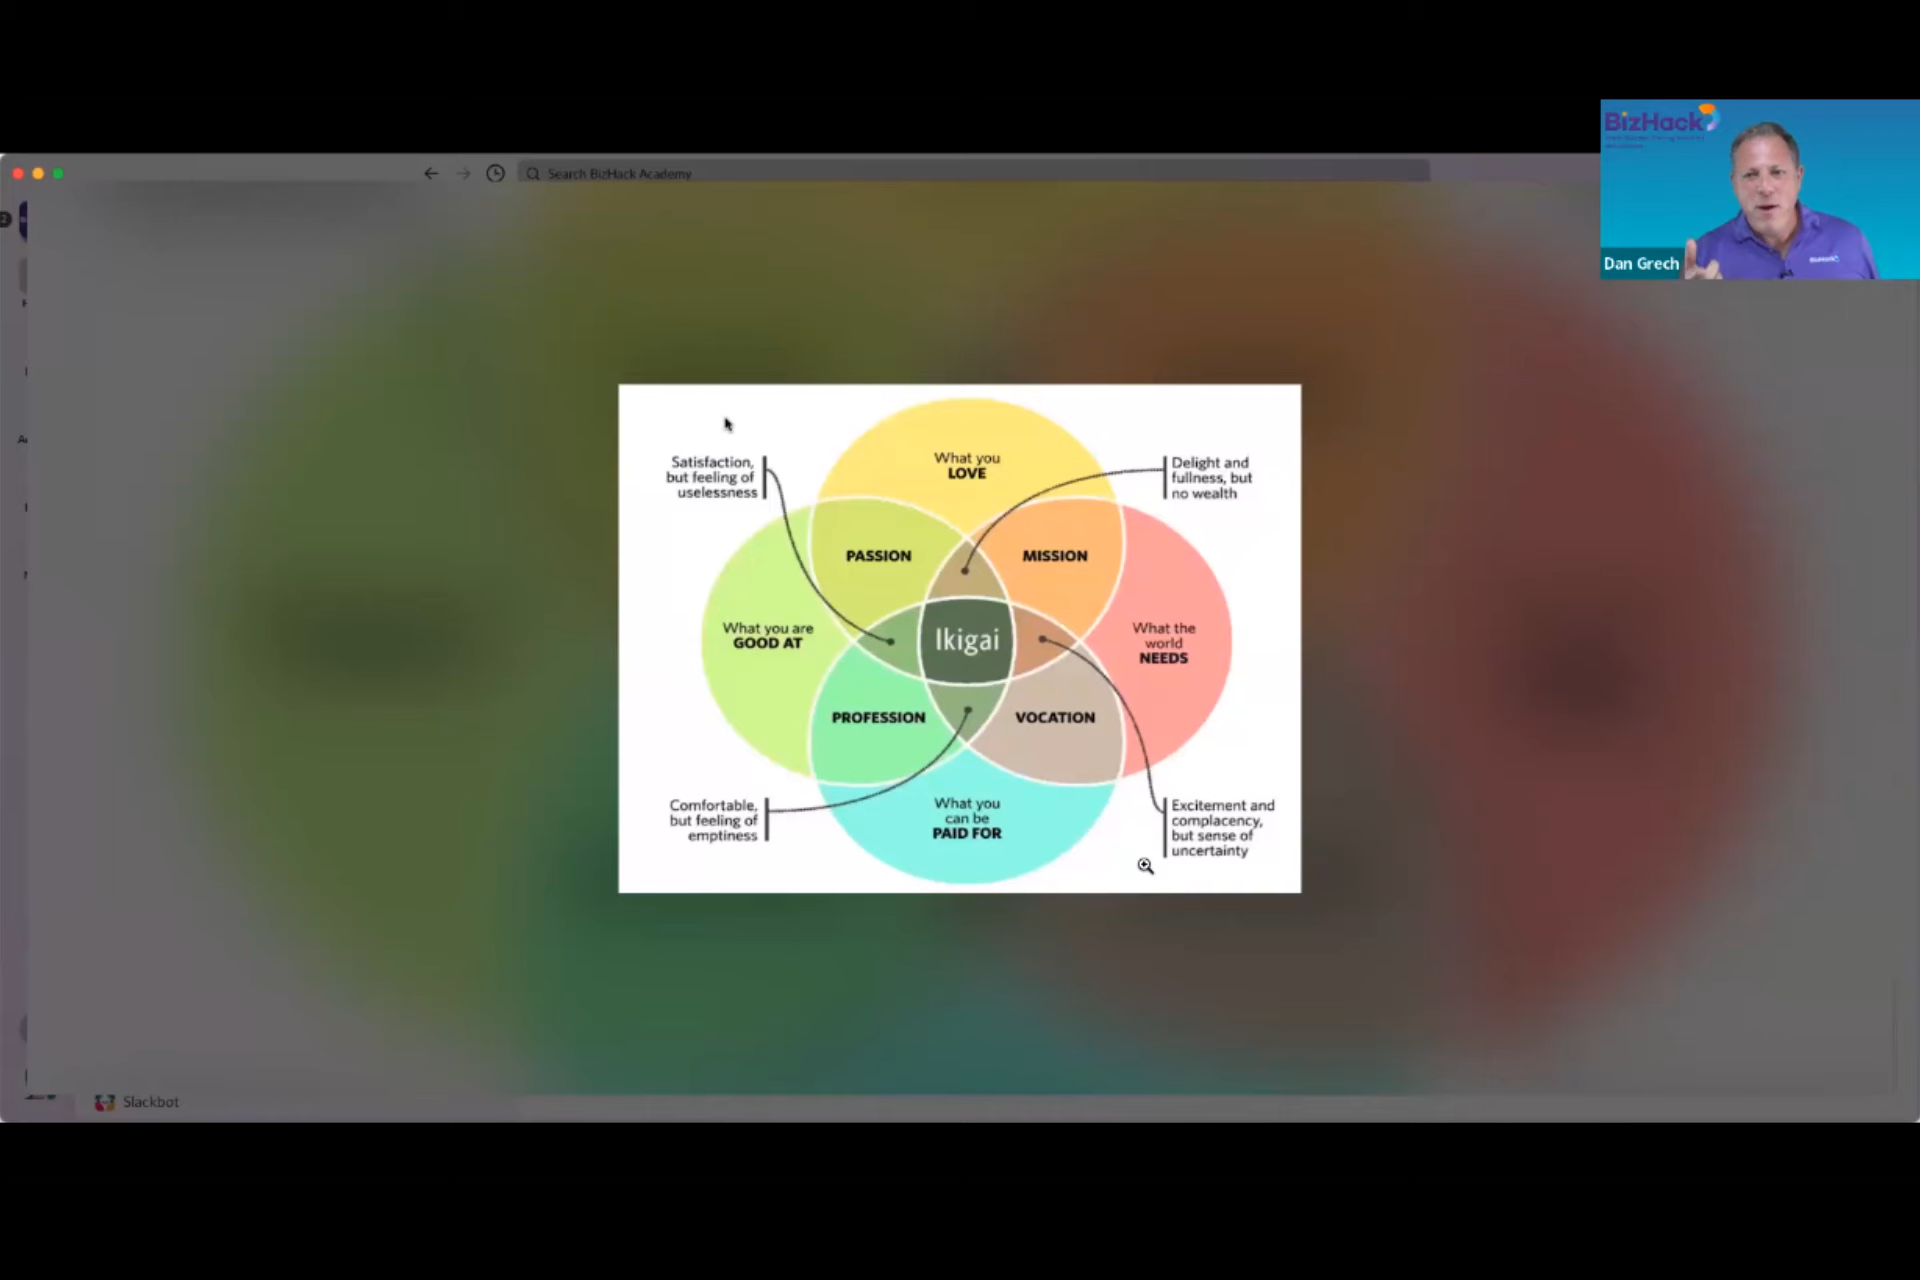 Search BizHack Academy
BizHack
Dan Grech
BizHack
What you
LOVE
Satisfaction,
but feeling of
uselessness
Delight and
fullness, but
no wealth
PASSION
MISSION
What you are
GOOD AT
Ikigai
What the
world
NEEDS
PROFESSION
VOCATION
Comfortable,
but feeling of
emptiness
What you
can be
PAID FOR
Excitement and
complacency,
but sense of
uncertainty
Slackbot